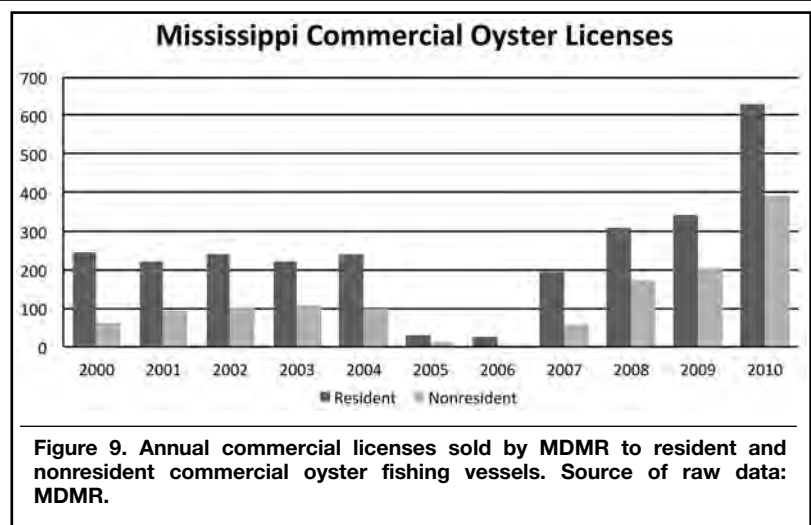 Mississippi Commercial Oyster Licenses
700
600
500
400
300
200
100
0
2000 2001 2002 2003 2004 2005 2006 2007 2008 2009 2010
Resident Nonresident
Figure 9. Annual commercial licenses sold by MDMR to resident and
nonresident commercial oyster fishing vessels. Source of raw data:
MDMR.